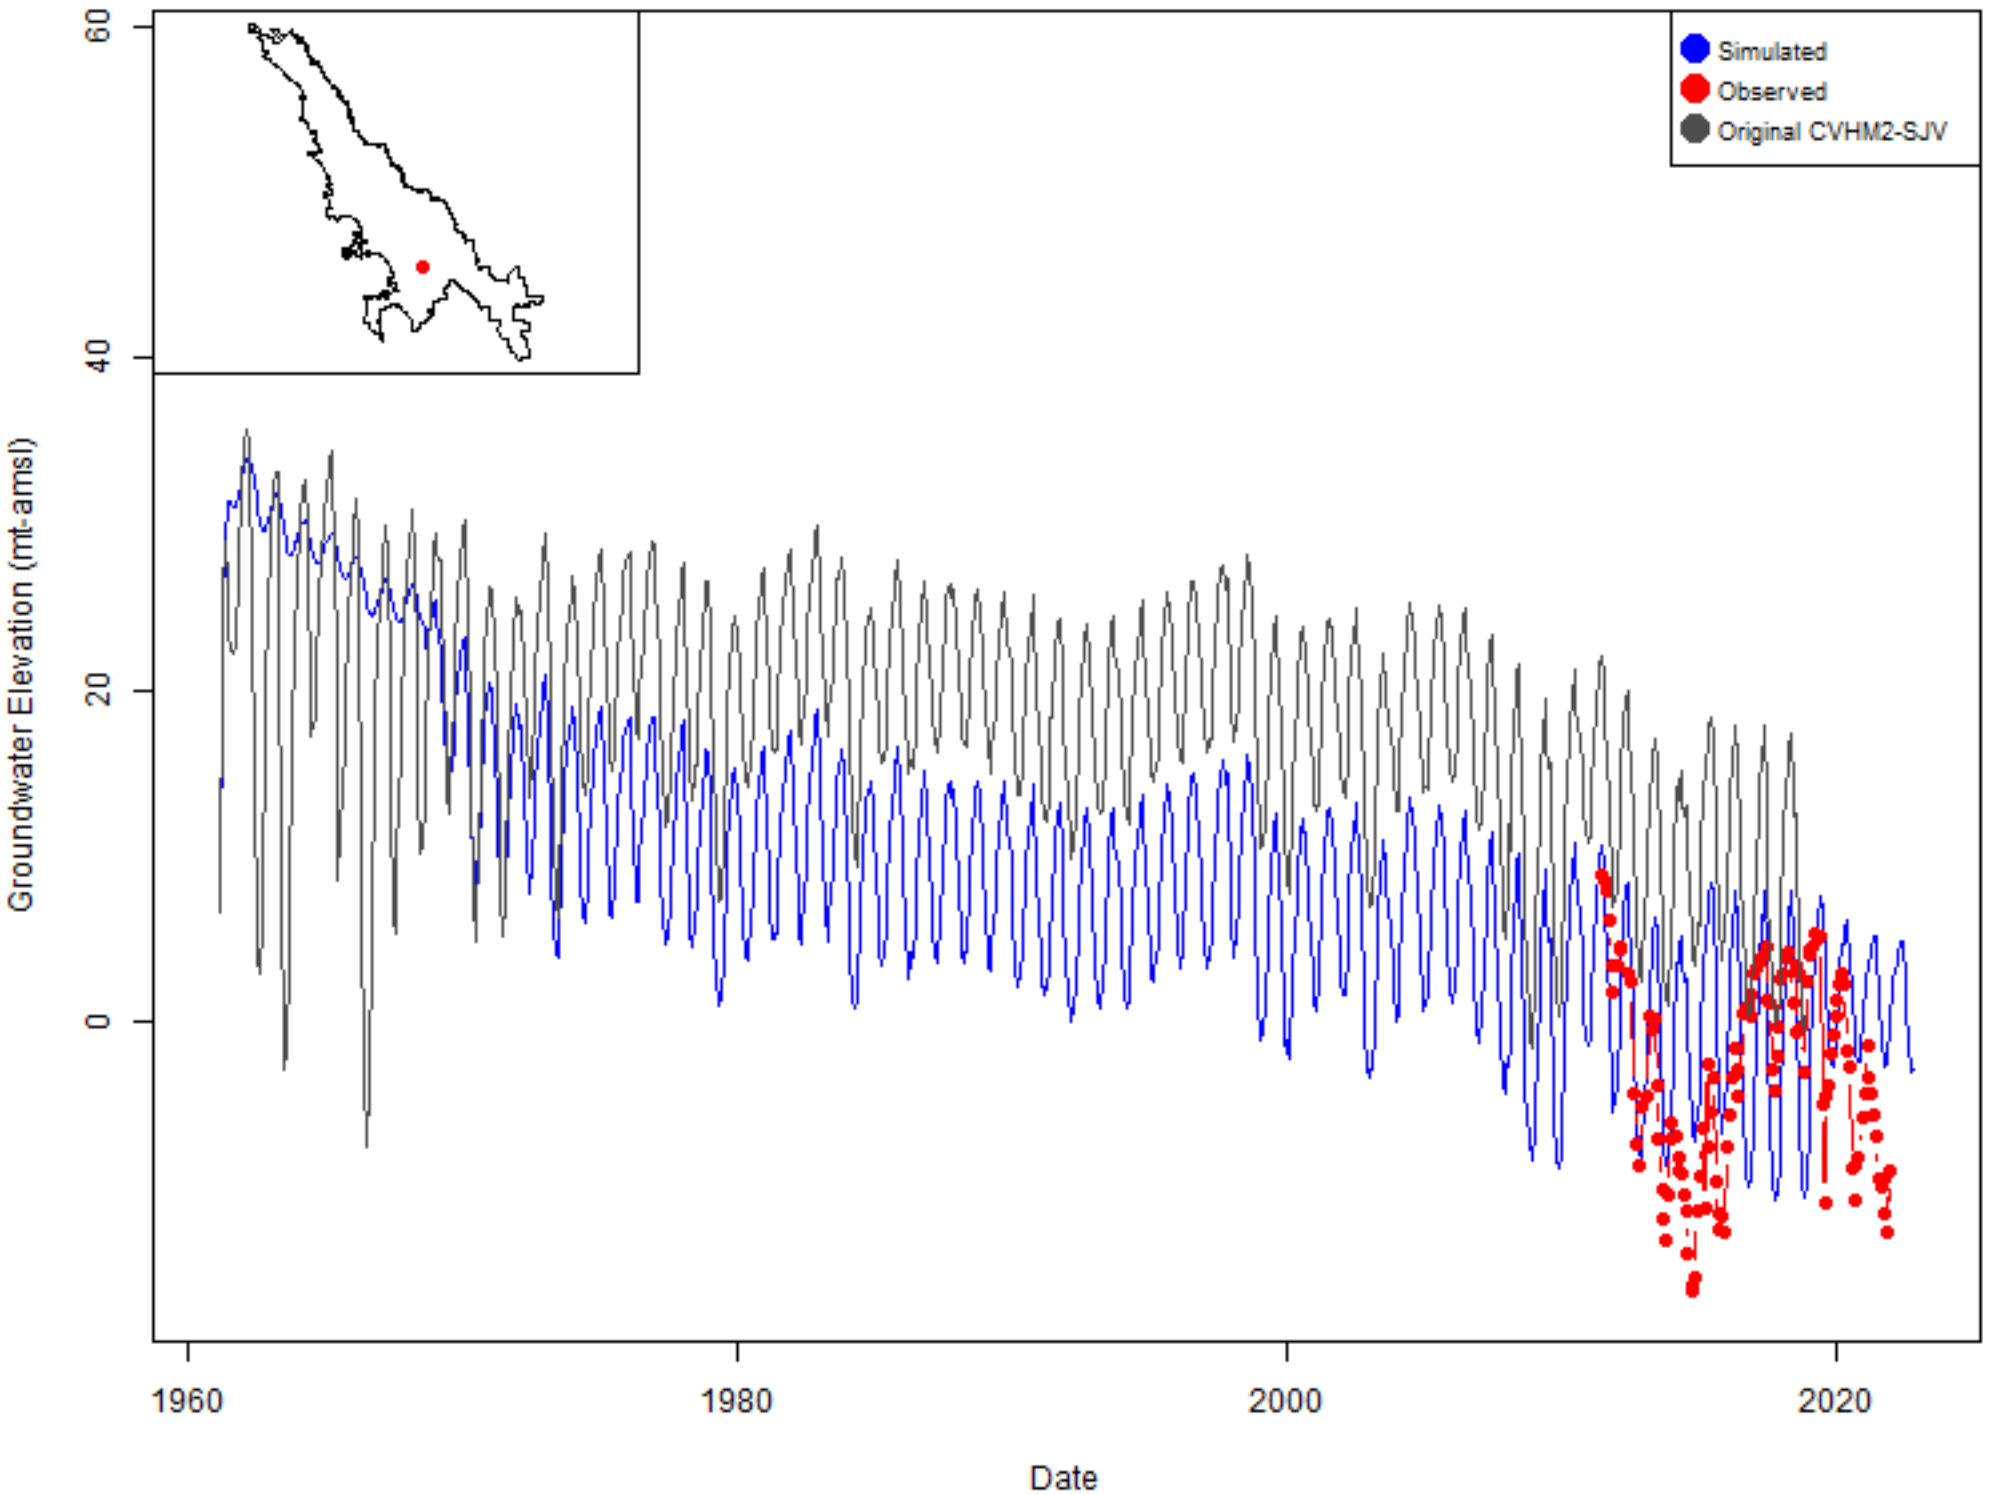 60
40
20
0
Groundwater Elevation (mt-amsl)
Simulated
Observed
Original CVHM2-SJV
1960
1980
2000
2020
Date